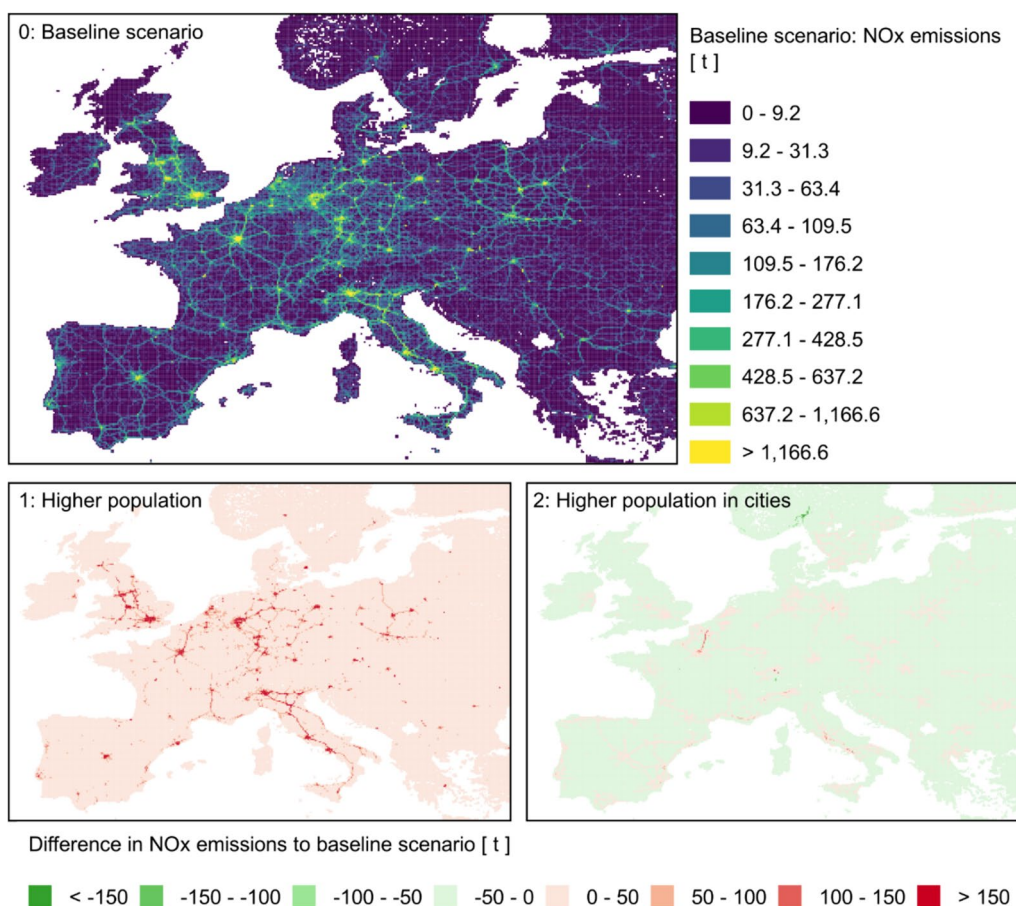 0: Baseline scenario
Baseline scenario: NOx emissions
[ t ]
0 - 9.2
9.2 - 31.3
31.3 - 63.4
63.4 - 109.5
109.5 - 176.2
176.2 - 277.1
277.1 - 428.5
428.5 - 637.2
637.2 - 1,166.6
> 1,166.6
1: Higher population
2: Higher population in cities
Difference in NOx emissions to baseline scenario [ t ]
< -150 -150 - -100 -100 - -50 -50 - 0 0 - 50 50 - 100 100 - 150 > 150